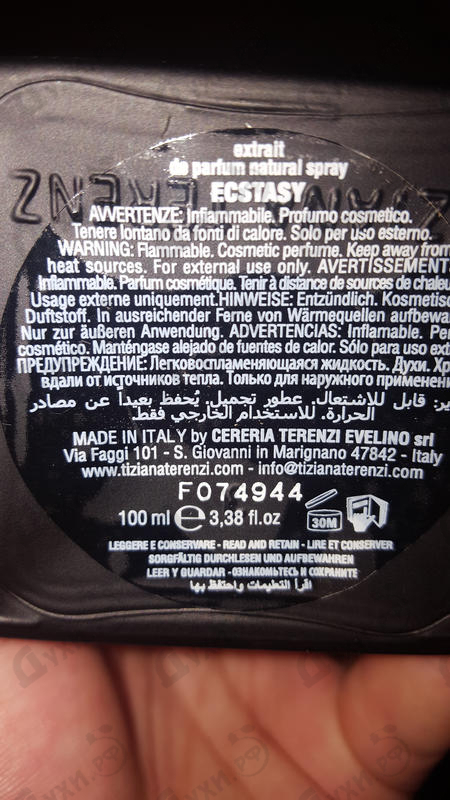 extrait
de parfum natural spray
ECSTASY
AVVERTENZE: Infiammabile. Profumo cosmetico.
Tenere lontano da fonti di calore. Solo per uso esterno.
WARNING: Flammable. Cosmetic perfume. Keep away from
heat sources. For external use only. AVERTISSEMENT
Inflammable. Parfum cosmétique. Tenir à distance de sources de chaleu
Usage externe uniquement.HINWEISE: Entzündlich. Kosmetisc
Duftstoff. In ausreichender Ferne von Wärmequellen aufbewa
Nur zur äußeren Anwendung. ADVERTENCIAS: Inflamable. Pe
cosmético. Manténgase alejado de fuentes de calor. Sólo para uso ext
ПРЕДУПРЕЖДЕНИЕ: Легковоспламеняющаяся жидкость. Духи. Хр
вдали от источников тепла. Только для наружного применени
ير: قابل للاشتعال. عطور تجميل. يُحفظ بعيداً عن مصادر
الحرارة. للاستخدام الخارجي فقط
MADE IN ITALY by CERERIA TERENZI EVELINO srl
Via Faggi 101 - S. Giovanni in Marignano 47842 - Italy
www.tizianaterenzi.com - info@tizianaterenzi.com
F074944
100 ml e 3,38 fl.oz
30M
LEGGERE E CONSERVARE - READ AND RETAIN - LIRE ET CONSERVER
SORGFÄLTIG DURCHLESEN UND AUFBEWAHREN
LEER Y GUARDAR - ОЗНАКОМЬТЕСЬ И СОХРАНИТЕ
اقرأ التعليمات واحتفظ بها